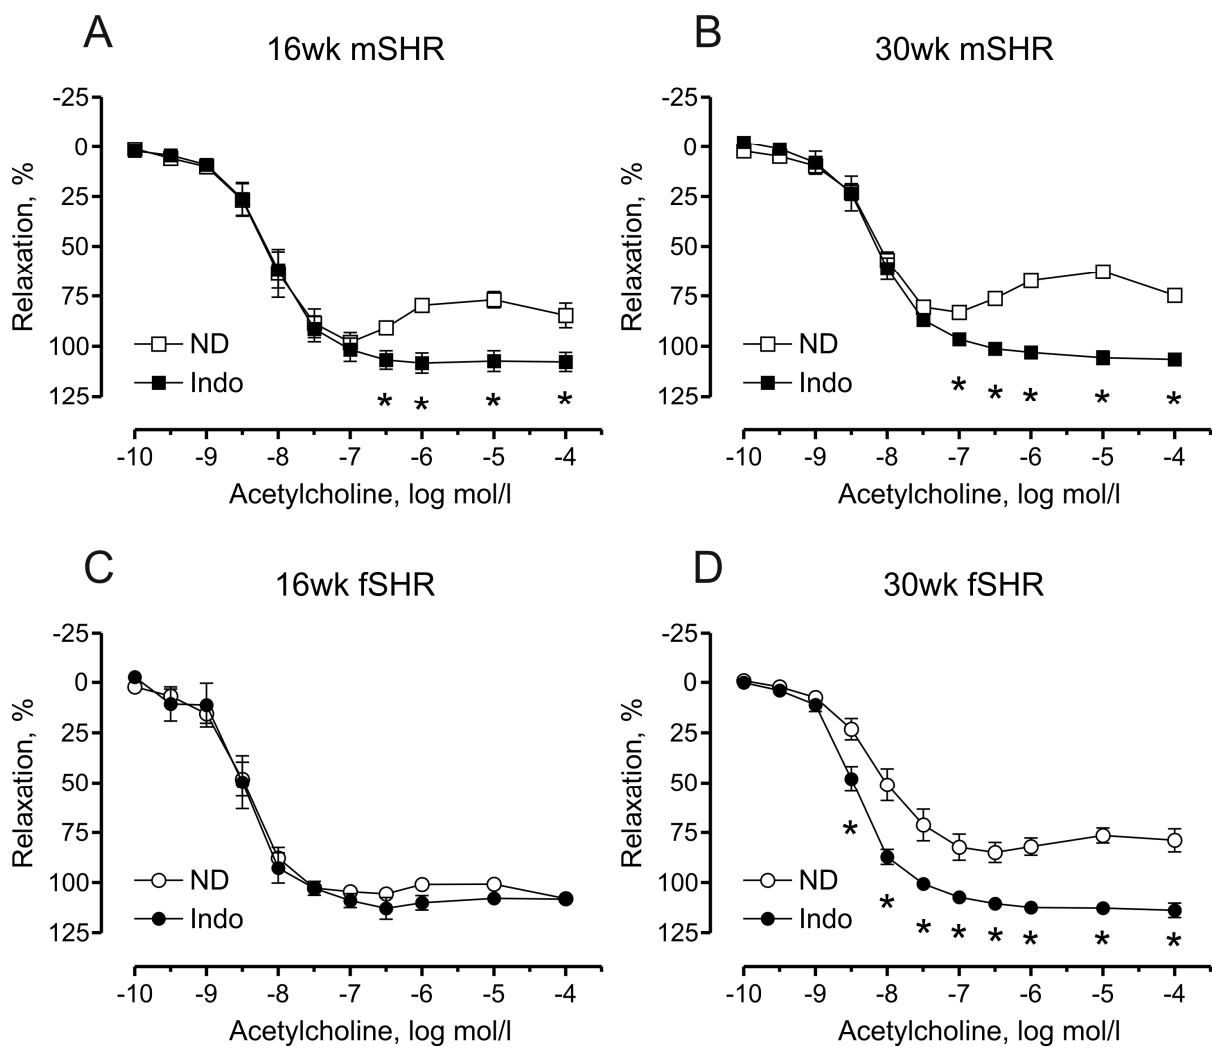 A
16wk mSHR
-25
0
25
50
75
100
125
Relaxation, %
ND
Indo
* * * *
-10 -9 -8 -7 -6 -5 -4
Acetylcholine, log mol/l
B
30wk mSHR
-25
0
25
50
75
100
125
Relaxation, %
ND
Indo
* * * * *
-10 -9 -8 -7 -6 -5 -4
Acetylcholine, log mol/l
C
16wk fSHR
-25
0
25
50
75
100
125
Relaxation, %
ND
Indo
-10 -9 -8 -7 -6 -5 -4
Acetylcholine, log mol/l
D
30wk fSHR
-25
0
25
50
75
100
125
Relaxation, %
ND
Indo
* * * * * * * *
-10 -9 -8 -7 -6 -5 -4
Acetylcholine, log mol/l